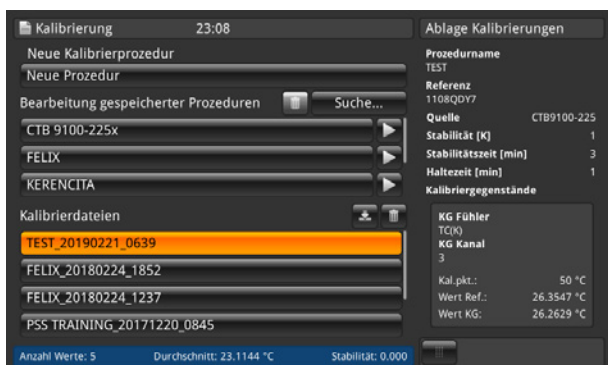 Kalibrierung 23:08
Neue Kalibrierprozedur
Neue Prozedur
Bearbeitung gespeicherter Prozeduren Suche...
CTB 9100-225x
FELIX
KERENCITA
Kalibrierdateien
TEST_20190221_0639
FELIX_20180224_1852
FELIX_20180224_1237
PSS TRAINING_20171220_0845
Anzahl Werte: 5 Durchschnitt: 23.1144 °C Stabilität: 0.000
Ablage Kalibrierungen
Prozedurname
TEST
Referenz
1108QDY7
Quelle CTB9100-225
Stabilität [K] 1
Stabilitätszeit [min] 3
Haltezeit [min] 1
Kalibriergegenstände
KG Fühler
TC(K)
KG Kanal
3
Kal.pkt.: 50 °C
Wert Ref.: 26.3547 °C
Wert KG: 26.2629 °C